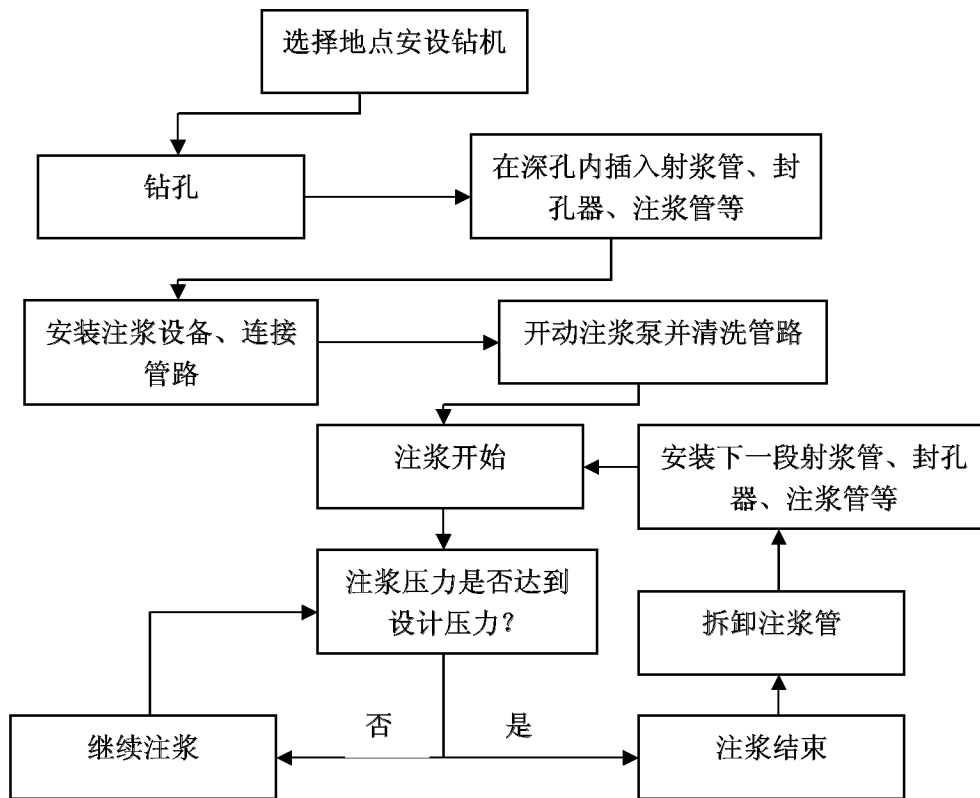 选择地点安设钻机
钻孔
在深孔内插入射浆管、封
孔器、注浆管等
安装注浆设备、连接
管路
开动注浆泵并清洗管路
注浆开始
安装下一段射浆管、封孔
器、注浆管等
注浆压力是否达到
设计压力？
拆卸注浆管
否
是
继续注浆
注浆结束